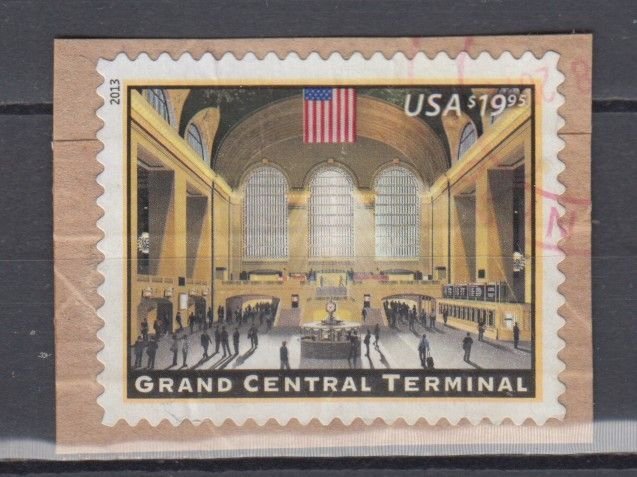 2013
USA $19.95
GRAND CENTRAL TERMINAL